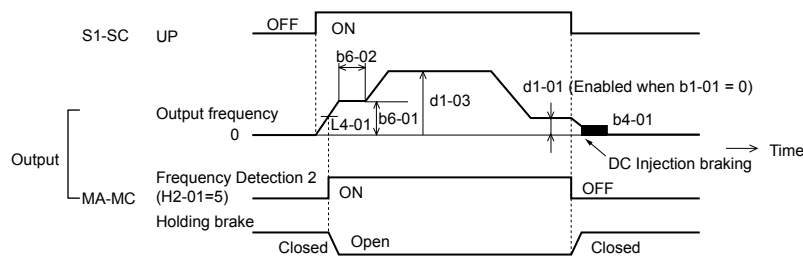 S1-SC UP OFF ON
b6-02
d1-01 (Enabled when b1-01 = 0)
d1-03
Output frequency
L4-01
b6-01
b4-01
0
Time
DC Injection braking
Output
Frequency Detection 2
MA-MC (H2-01=5) ON OFF
Holding brake
Closed Open Closed